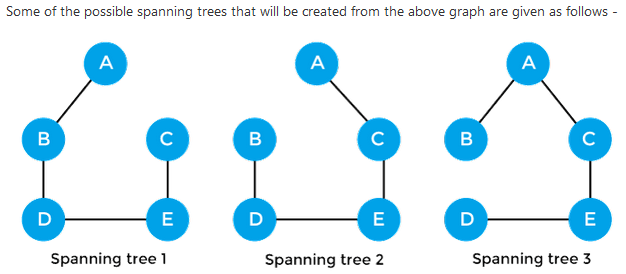 Some of the possible spanning trees that will be created from the above graph are given as follows -
A A A
B C B C B C
D E D E D E
Spanning tree 1 Spanning tree 2 Spanning tree 3